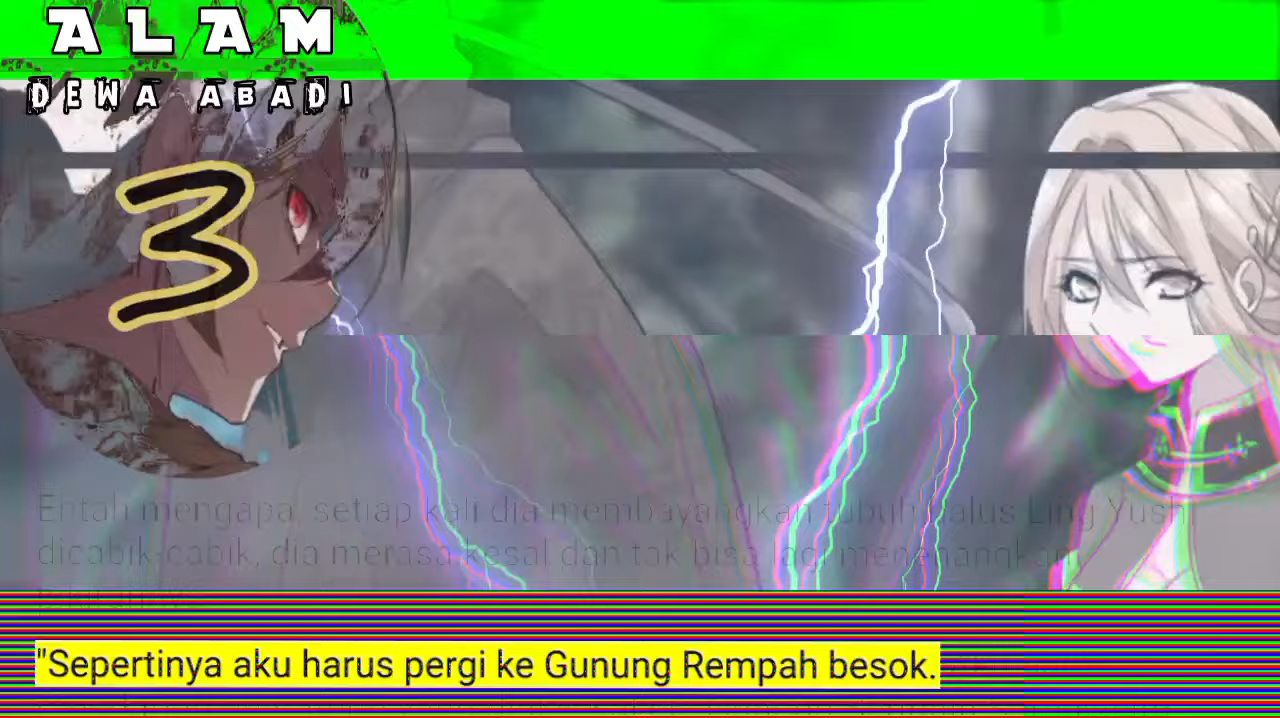 ALAM
DEWA ABADI
3
Entah mengapa, setiap kali dia membayangkan tubuh halus Ling Yush
dicabik-cabik, dia merasa kesal dan tak bisa lagi menenangkan
"Sepertinya aku harus pergi ke Gunung Rempah besok.